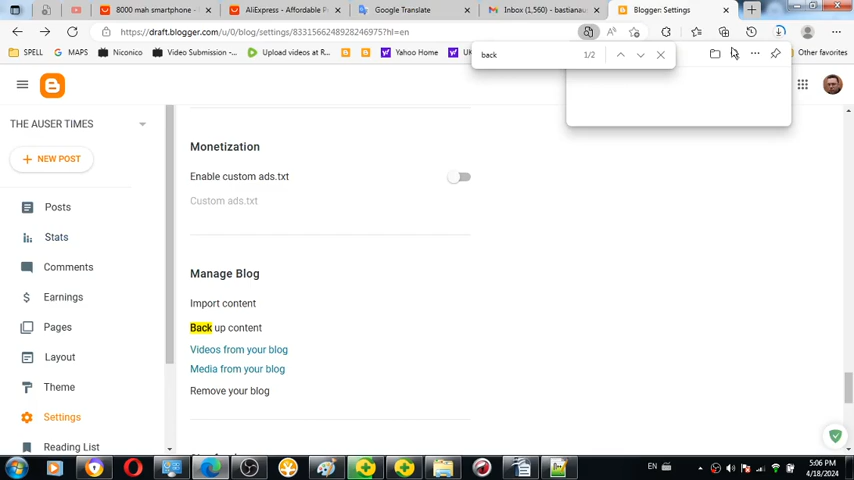 8000 mah smartphone -
AliExpress - Affordable P
Google Translate
Inbox (1,560) - bastianau
Blogger: Settings
https://draft.blogger.com/u/0/blog/settings/8331566248928246975?hl=en
SPELL
MAPS
Niconico
Video Submission -
Upload videos at R...
Yahoo Home
UK
Other favorites
back
1/2
THE AUSER TIMES
NEW POST
Posts
Stats
Comments
Earnings
Pages
Layout
Theme
Settings
Reading List
Monetization
Enable custom ads.txt
Custom ads.txt
Manage Blog
Import content
Back up content
Videos from your blog
Media from your blog
Remove your blog
EN
5:06 PM
4/18/2024